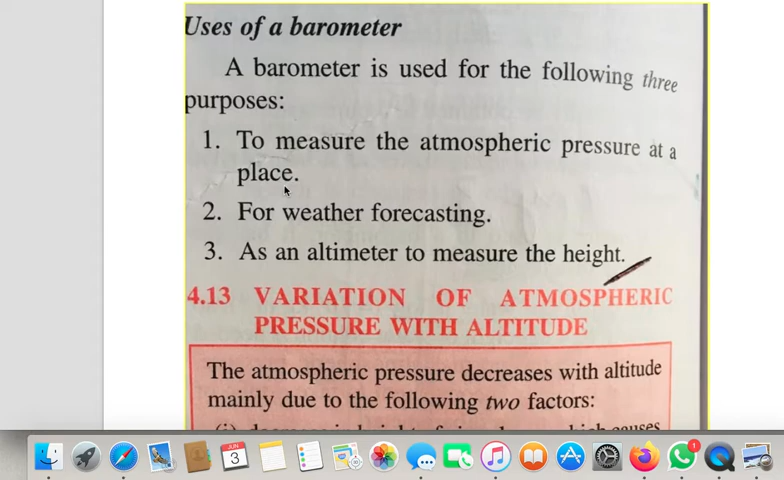 Uses of a barometer
A barometer is used for the following three
purposes:
1. To measure the atmospheric pressure at a
place.
2. For weather forecasting.
3. As an altimeter to measure the height.
4.13 VARIATION OF ATMOSPHERIC
PRESSURE WITH ALTITUDE
The atmospheric pressure decreases with altitude
mainly due to the following two factors:
JUN
3